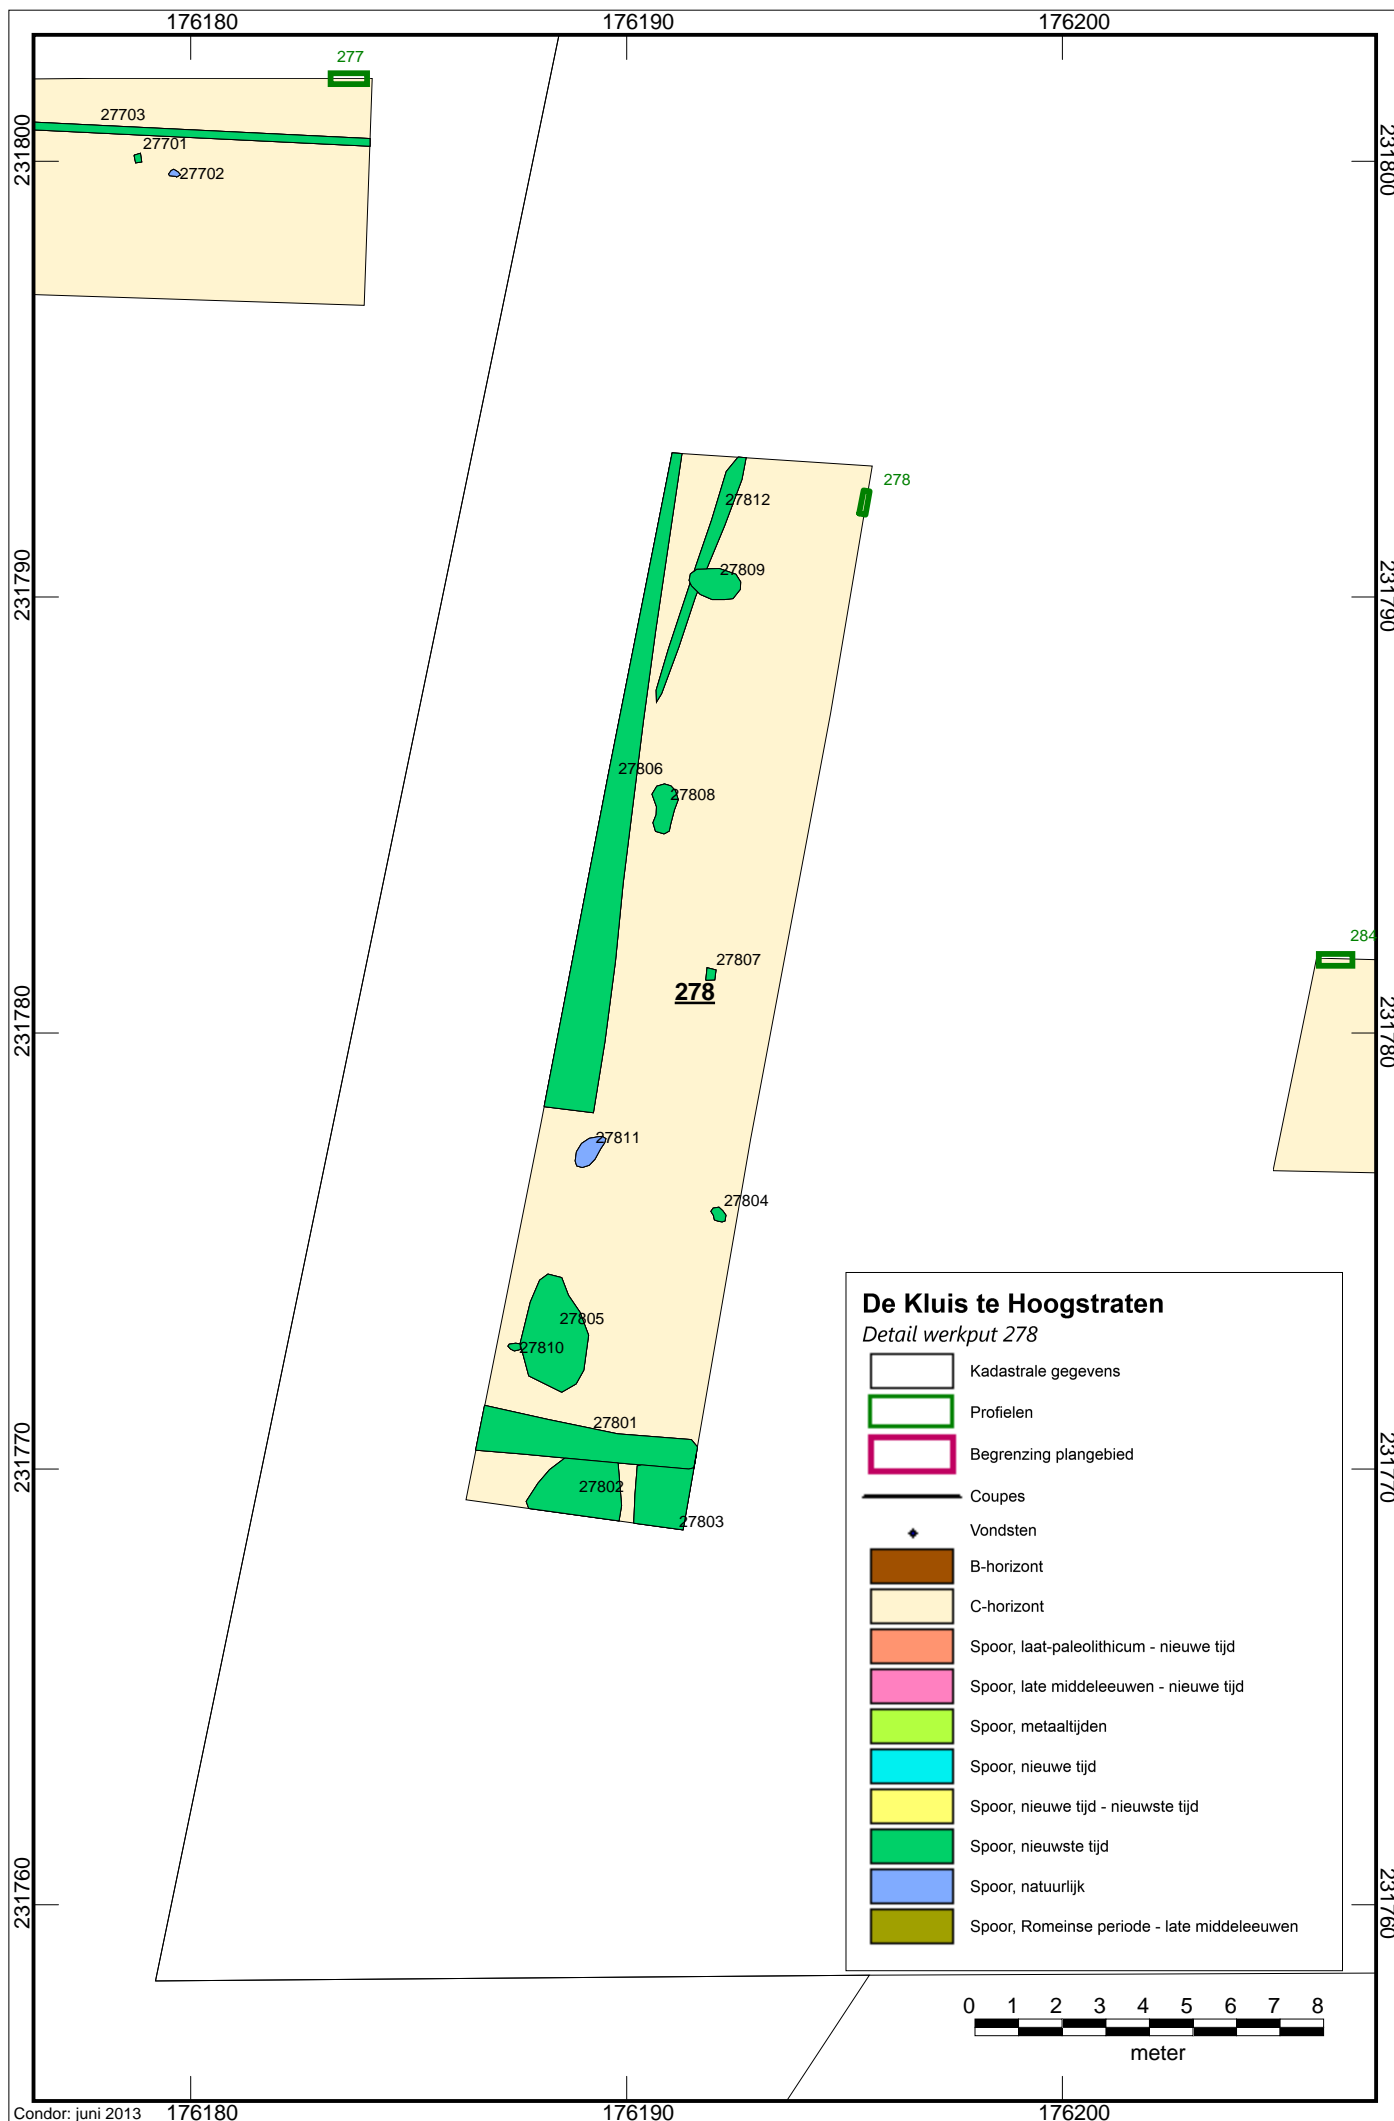 176180 176190 176200
277
27703
27701
27702
231800 231800
278
27812
27809
231790 231790
27806
27808
284
27807
278
231780 231780
27811
27804
27805
27810
27801
27802
27803
231770 231770
De Kluis te Hoogstraten
Detail werkput 278
Kadastrale gegevens
Profielen
Begrenzing plangebied
Coupes
Vondsten
B-horizont
C-horizont
Spoor, laat-paleolithicum - nieuwe tijd
Spoor, late middeleeuwen - nieuwe tijd
Spoor, metaaltijden
Spoor, nieuwe tijd
Spoor, nieuwe tijd - nieuwste tijd
Spoor, nieuwste tijd
Spoor, natuurlijk
Spoor, Romeinse periode - late middeleeuwen
231760 231760
0 1 2 3 4 5 6 7 8
meter
Condor: juni 2013
176180 176190 176200